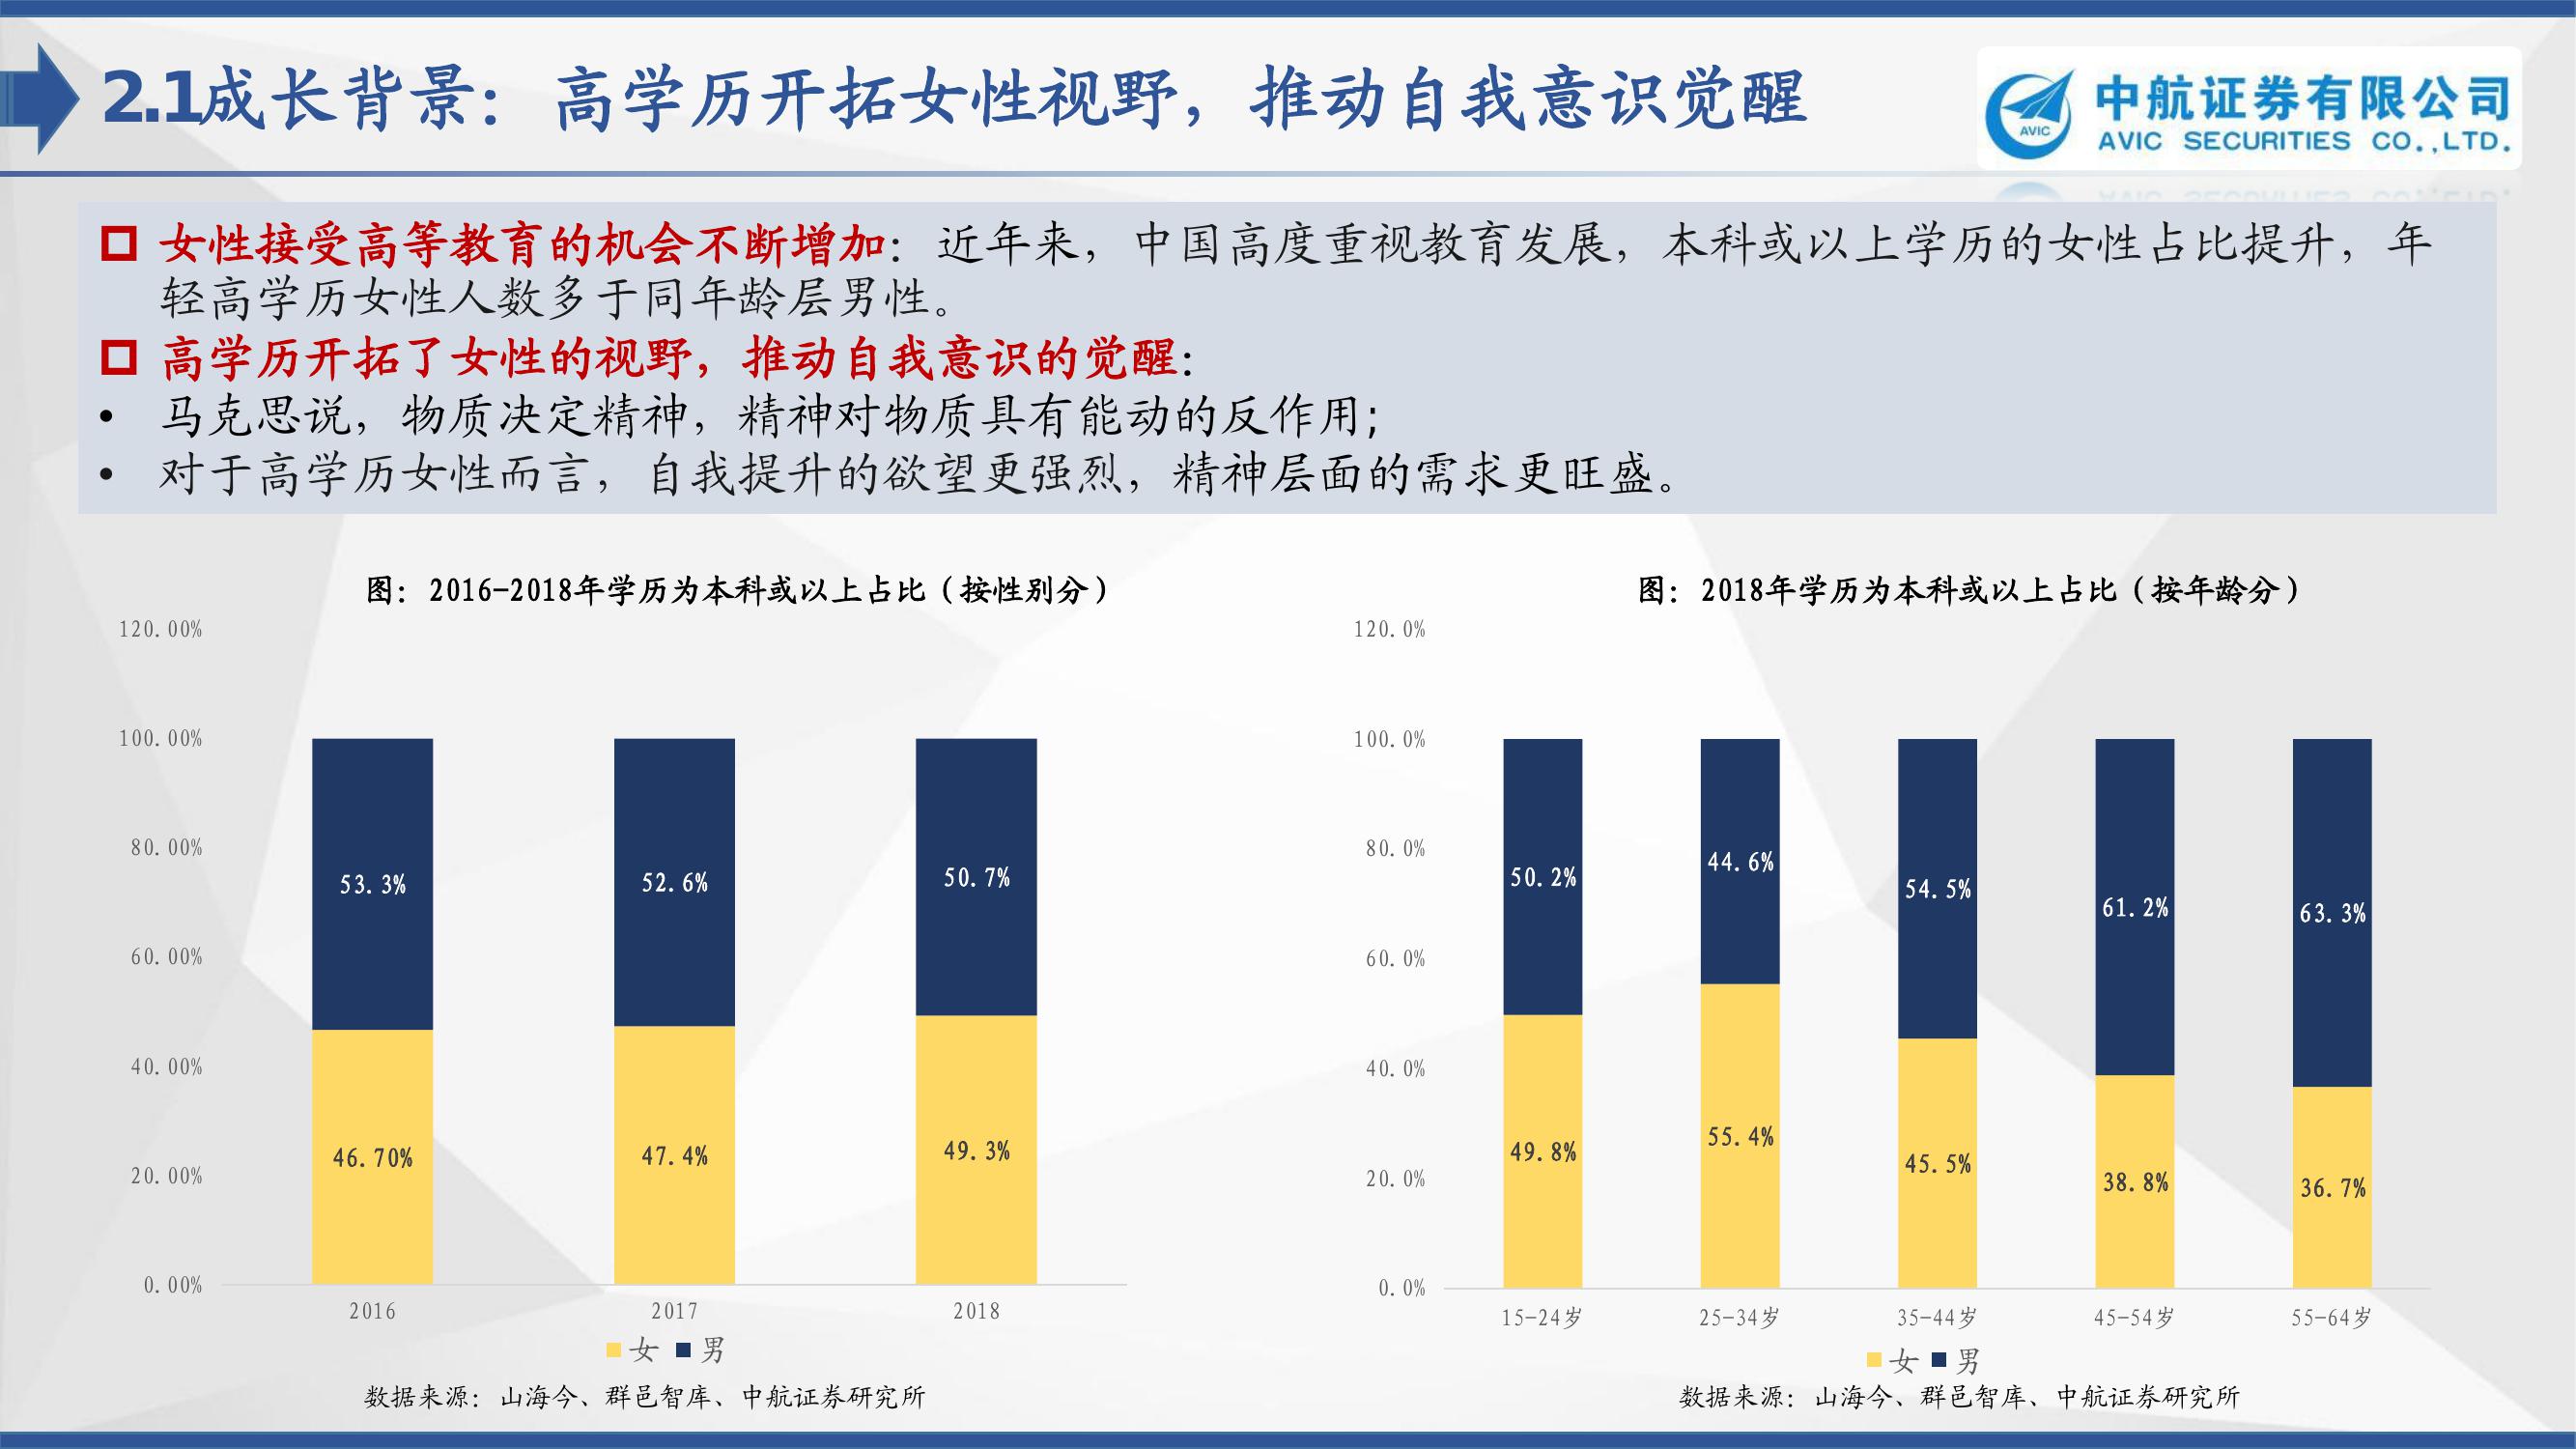 2.1成长背景：高学历开拓女性视野，推动自我意识觉醒
AVIC
中航证券有限公司
AVIC SECURITIES CO.,LTD.
女性接受高等教育的机会不断增加：近年来，中国高度重视教育发展，本科或以上学历的女性占比提升，年
轻高学历女性人数多于同年龄层男性。
高学历开拓了女性的视野，推动自我意识的觉醒：
• 马克思说，物质决定精神，精神对物质具有能动的反作用；
• 对于高学历女性而言，自我提升的欲望更强烈，精神层面的需求更旺盛。
图：2016-2018年学历为本科或以上占比（按性别分）
120.00%
100.00%
80.00%
60.00%
40.00%
20.00%
0.00%
53.3%
52.6%
50.7%
46.70%
47.4%
49.3%
2016
2017
2018
女 男
数据来源：山海今、群邑智库、中航证券研究所
图：2018年学历为本科或以上占比（按年龄分）
120.0%
100.0%
80.0%
60.0%
40.0%
20.0%
0.0%
50.2%
44.6%
54.5%
61.2%
63.3%
49.8%
55.4%
45.5%
38.8%
36.7%
15-24岁
25-34岁
35-44岁
45-54岁
55-64岁
女 男
数据来源：山海今、群邑智库、中航证券研究所